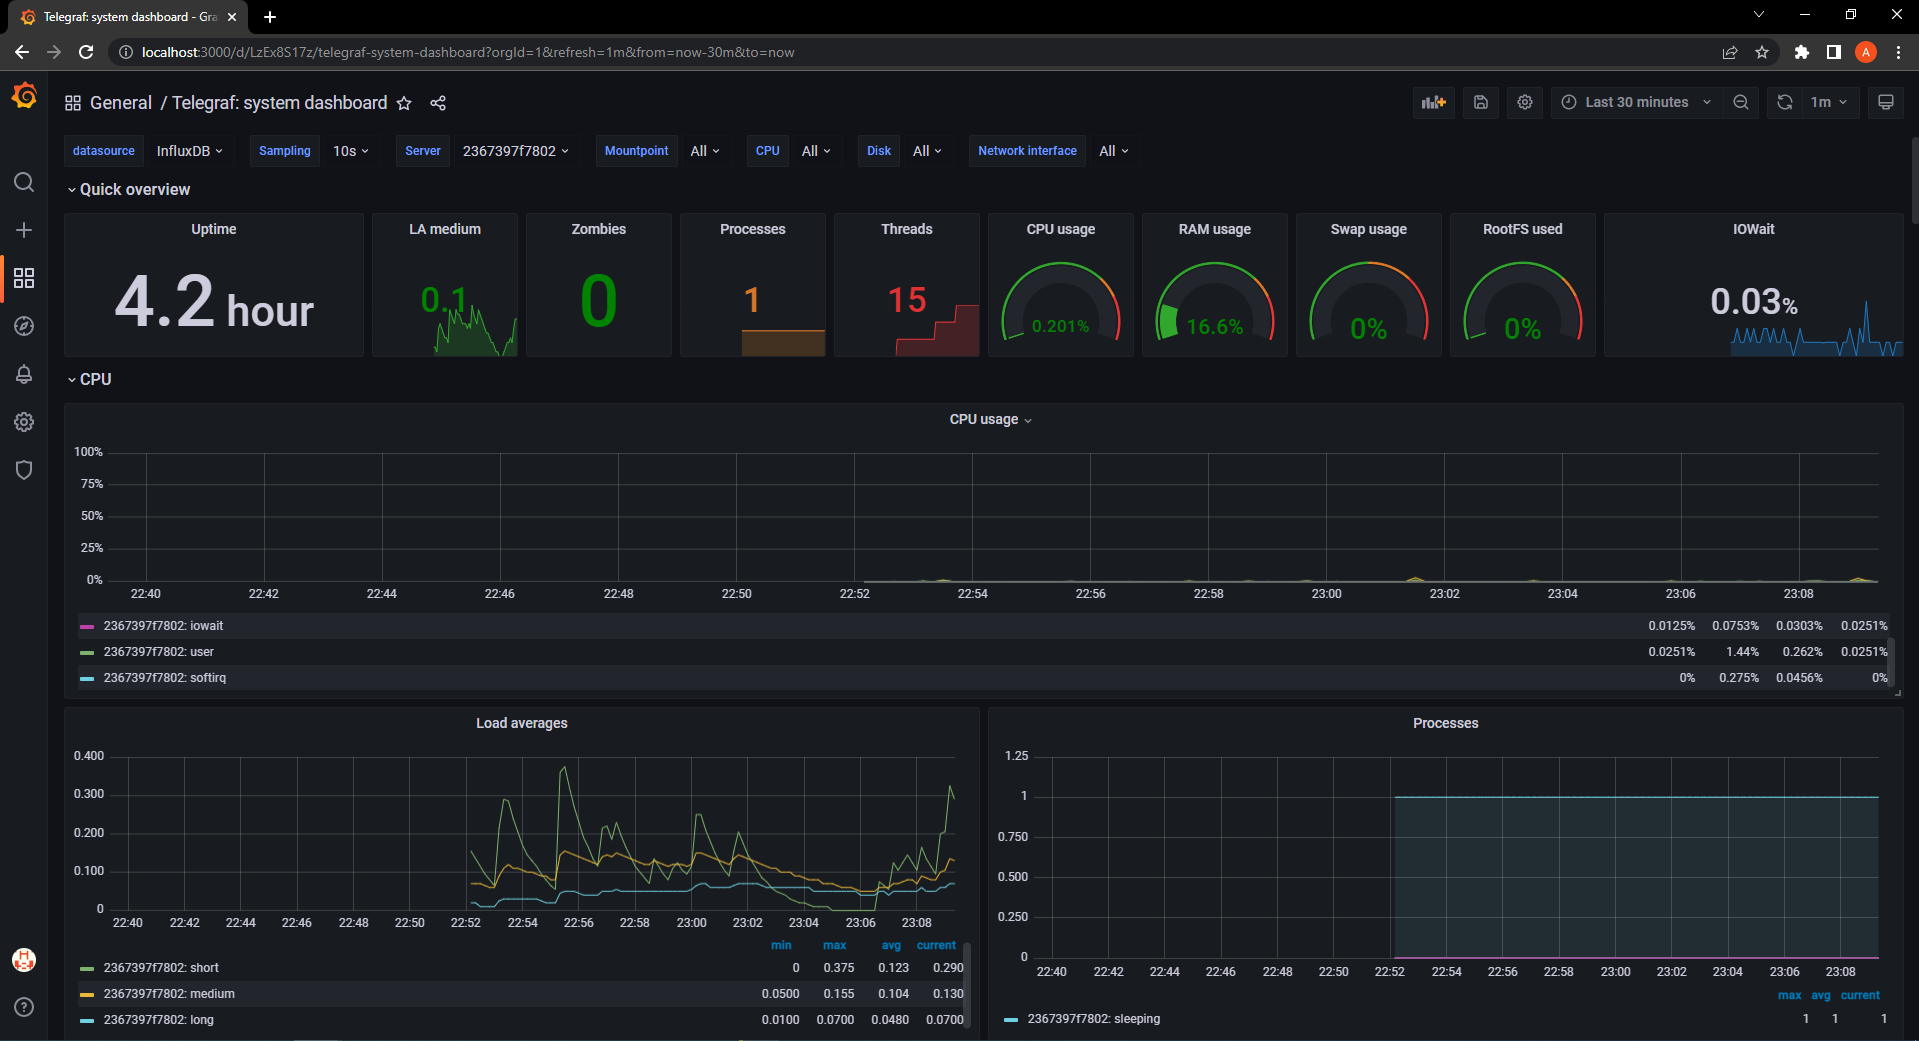 Telegraf: system dashboard - Gra
localhost:3000/d/LzEx8S17z/telegraf-system-dashboard?orgId=1&refresh=1m&from=now-30m&to=now
A
General / Telegraf: system dashboard
Last 30 minutes
1m
datasource InfluxDB Sampling 10s Server 2367397f7802 Mountpoint All CPU All Disk All Network interface All
Quick overview
Uptime
4.2 hour
LA medium
0.1
Zombies
0
Processes
1
Threads
15
CPU usage
0.201%
RAM usage
16.6%
Swap usage
0%
RootFS used
0%
IOWait
0.03%
CPU
CPU usage
100%
75%
50%
25%
0%
22:40 22:42 22:44 22:46 22:48 22:50 22:52 22:54 22:56 22:58 23:00 23:02 23:04 23:06 23:08
2367397f7802: iowait 0.0125% 0.0753% 0.0303% 0.0251%
2367397f7802: user 0.0251% 1.44% 0.262% 0.0251%
2367397f7802: softirq 0% 0.275% 0.0456% 0%
Load averages
0.400
0.300
0.200
0.100
0
22:40 22:42 22:44 22:46 22:48 22:50 22:52 22:54 22:56 22:58 23:00 23:02 23:04 23:06 23:08
min max avg current
2367397f7802: short 0 0.375 0.123 0.290
2367397f7802: medium 0.0500 0.155 0.104 0.130
2367397f7802: long 0.0100 0.0700 0.0480 0.0700
Processes
1.25
1
0.750
0.500
0.250
0
22:40 22:42 22:44 22:46 22:48 22:50 22:52 22:54 22:56 22:58 23:00 23:02 23:04 23:06 23:08
max avg current
2367397f7802: sleeping 1 1 1